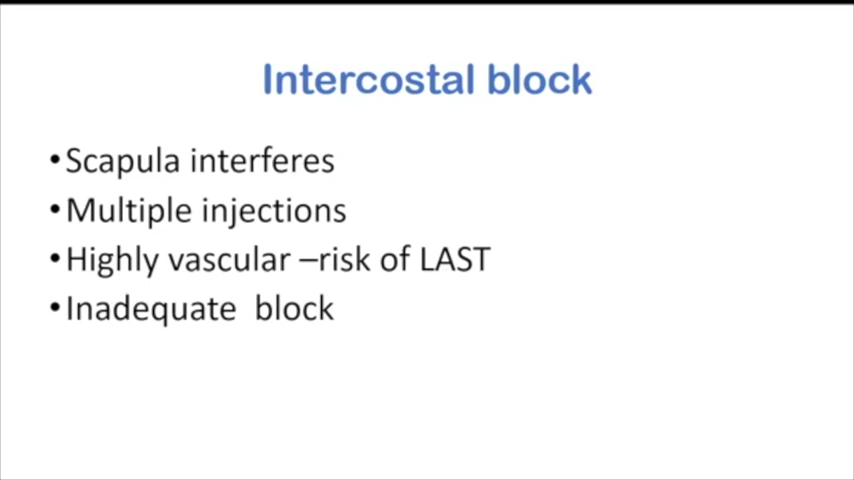 Intercostal block
•Scapula interferes
•Multiple injections
•Highly vascular –risk of LAST
•Inadequate  block